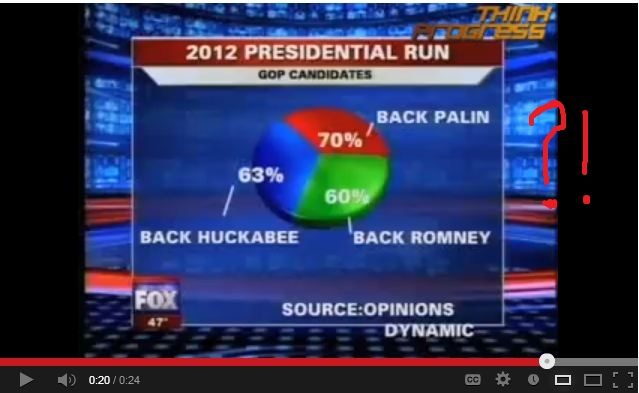 THINK
PROGRESS
2012 PRESIDENTIAL RUN
GOP CANDIDATES
BACK PALIN
70%
63%
60%
BACK HUCKABEE
BACK ROMNEY
FOX
47°
SOURCE:OPINIONS
DYNAMIC
?!
0:20 / 0:24
CC